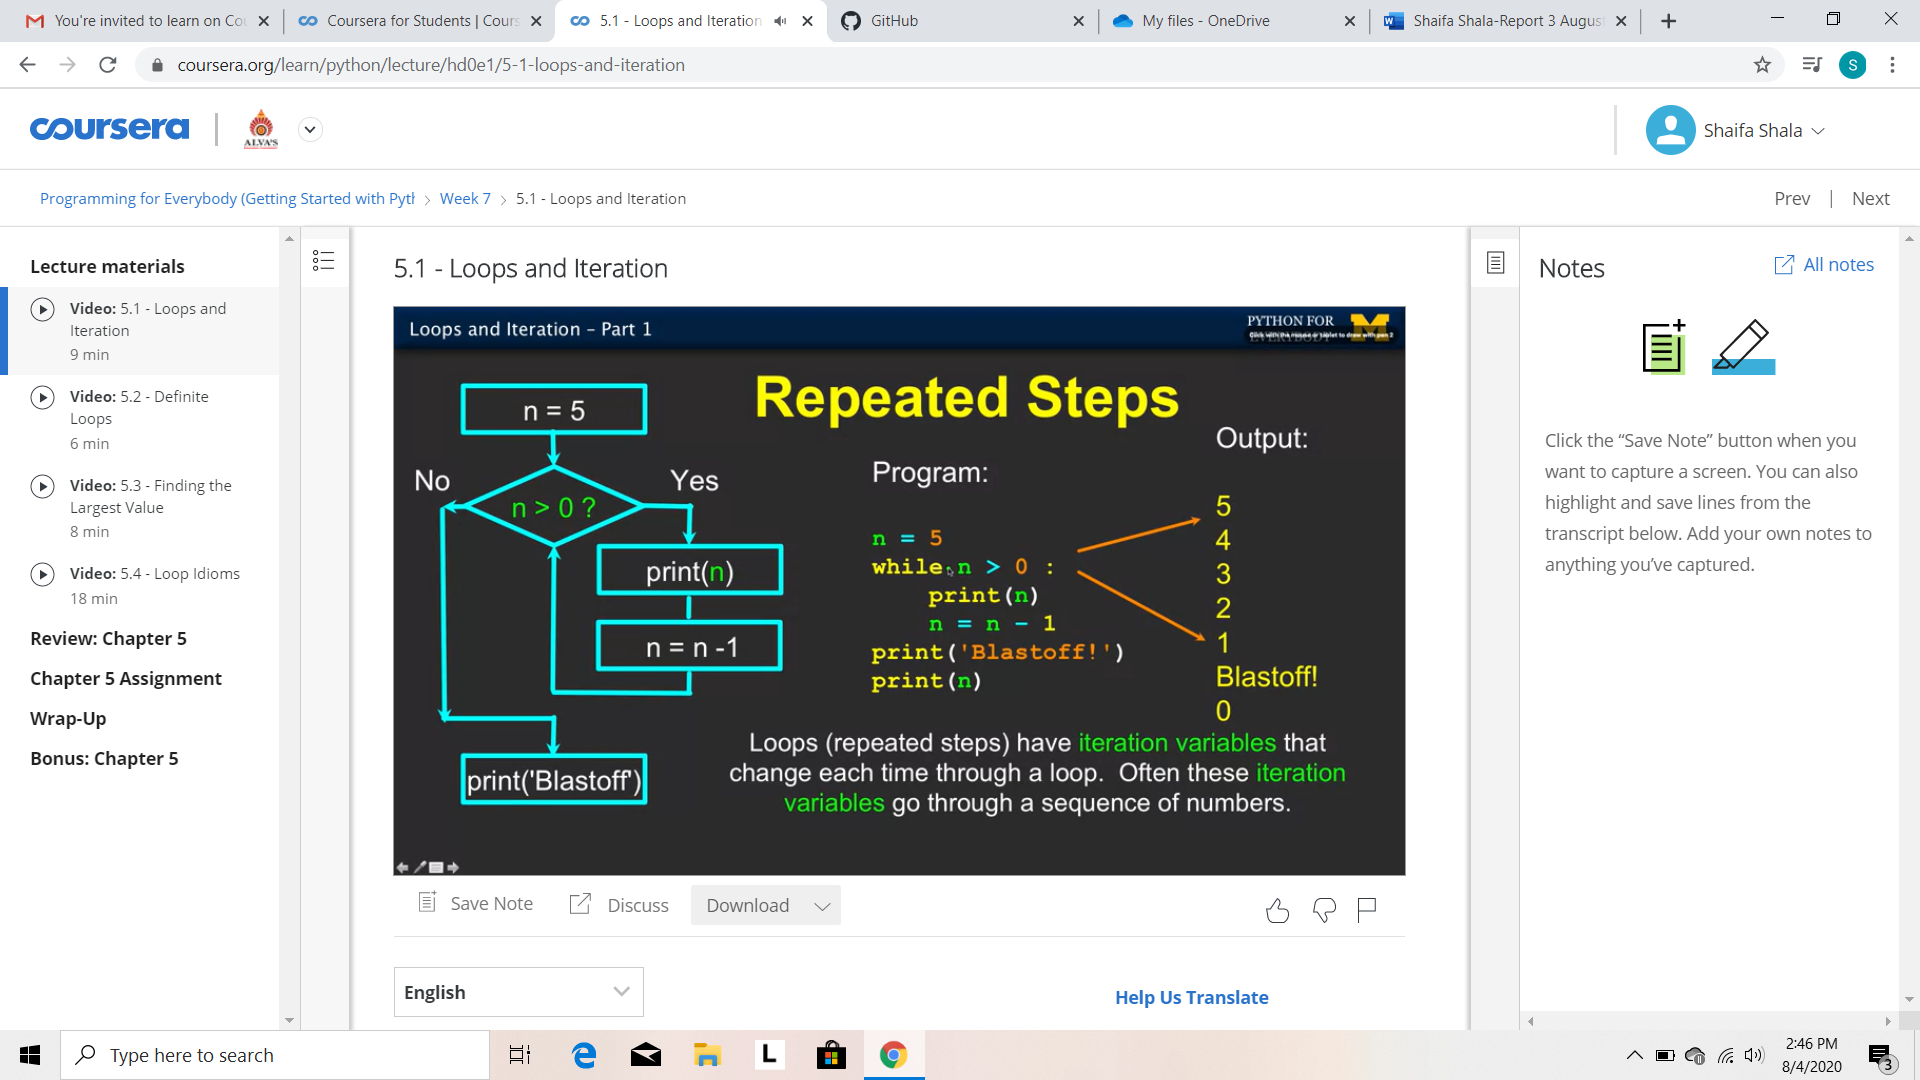 You're invited to learn on Co
Coursera for Students | Cours
5.1 - Loops and Iteration
GitHub
My files - OneDrive
Shaifa Shala-Report 3 Augus
coursera.org/learn/python/lecture/hd0e1/5-1-loops-and-iteration
S
coursera
ALVA'S
Shaifa Shala
Programming for Everybody (Getting Started with Pytl
Week 7
5.1 - Loops and Iteration
Prev
Next
Lecture materials
Video: 5.1 - Loops and
Iteration
9 min
Video: 5.2 - Definite
Loops
6 min
Video: 5.3 - Finding the
Largest Value
8 min
Video: 5.4 - Loop Idioms
18 min
Review: Chapter 5
Chapter 5 Assignment
Wrap-Up
Bonus: Chapter 5
5.1 - Loops and Iteration
Loops and Iteration – Part 1
PYTHON FOR
M
Repeated Steps
n = 5
No
n > 0 ?
Yes
print(n)
n = n -1
print('Blastoff')
Program:
n = 5
while n > 0 :
print(n)
n = n – 1
print('Blastoff!')
print(n)
Output:
5
4
3
2
1
Blastoff!
0
Loops (repeated steps) have iteration variables that
change each time through a loop.  Often these iteration
variables go through a sequence of numbers.
Save Note
Discuss
Download
English
Help Us Translate
Notes
All notes
Click the “Save Note” button when you
want to capture a screen. You can also
highlight and save lines from the
transcript below. Add your own notes to
anything you’ve captured.
Type here to search
L
2:46 PM
8/4/2020
3